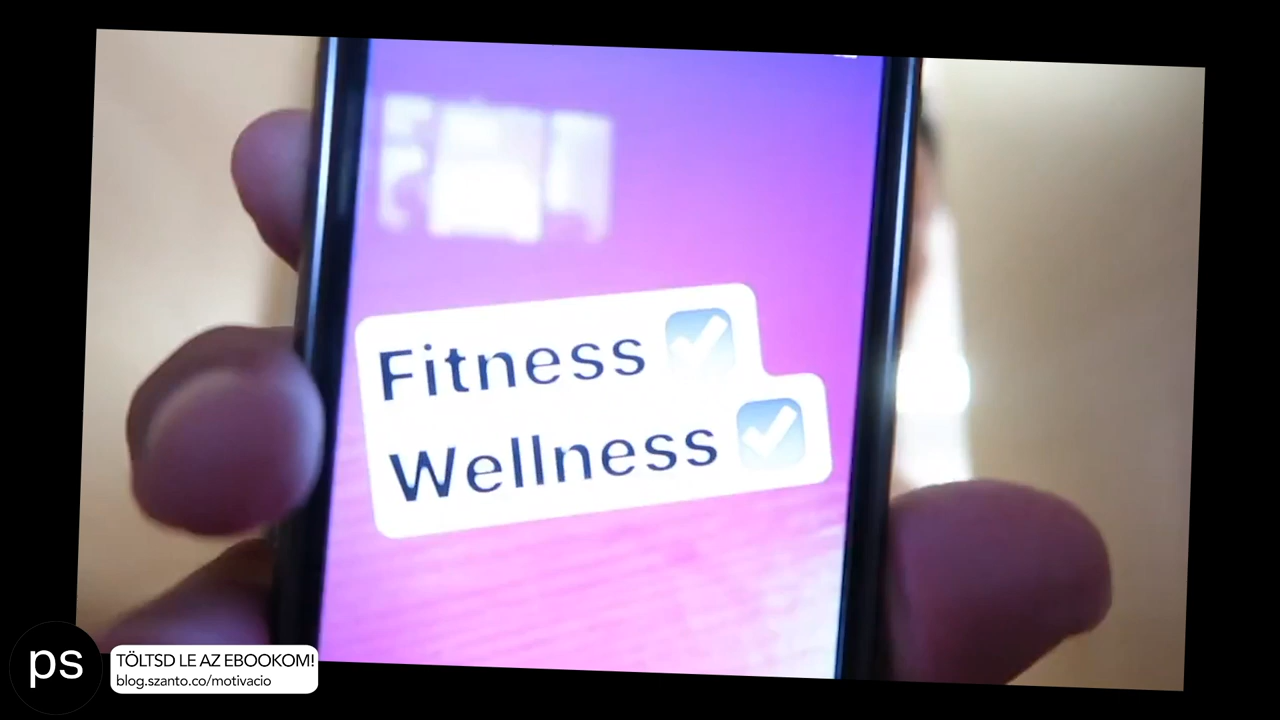 Fitness ✅
Wellness ✅
ps
TÖLTSD LE AZ EBOOKOM!
blog.szanto.co/motivacio